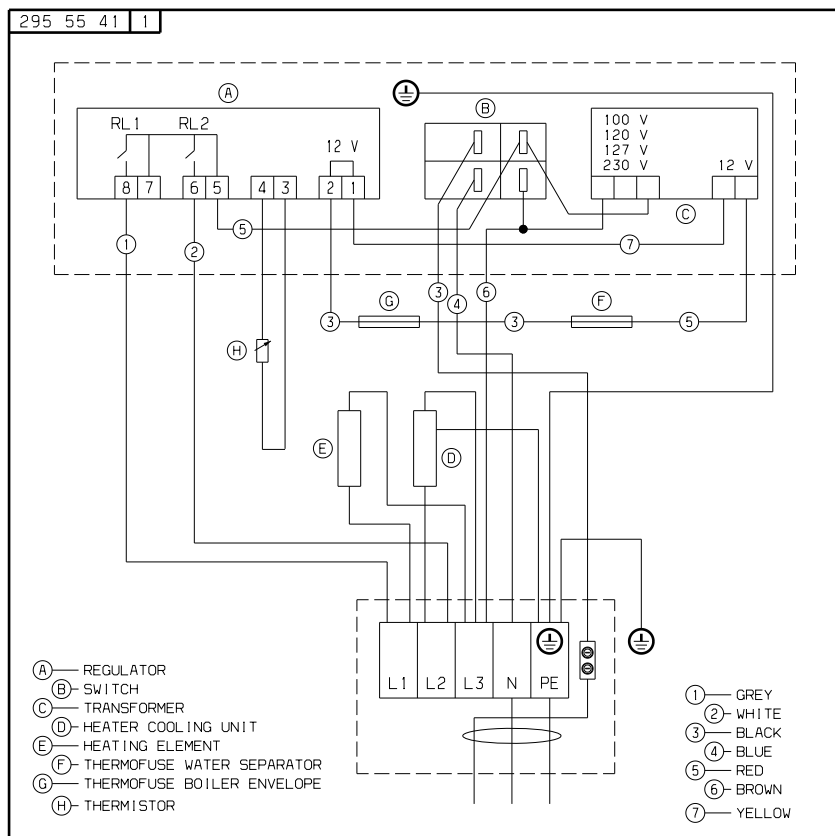 295 55 41 1
A
B
RL1 RL2
12 V
100 V
120 V
127 V
230 V
12 V
8 7 6 5 4 3 2 1
C
1
2
5
7
3
4
6
3
G
3
F
5
H
E
D
L1 L2 L3 N PE
A REGULATOR
B SWITCH
C TRANSFORMER
D HEATER COOLING UNIT
E HEATING ELEMENT
F THERMOFUSE WATER SEPARATOR
G THERMOFUSE BOILER ENVELOPE
H THERMISTOR
1 GREY
2 WHITE
3 BLACK
4 BLUE
5 RED
6 BROWN
7 YELLOW